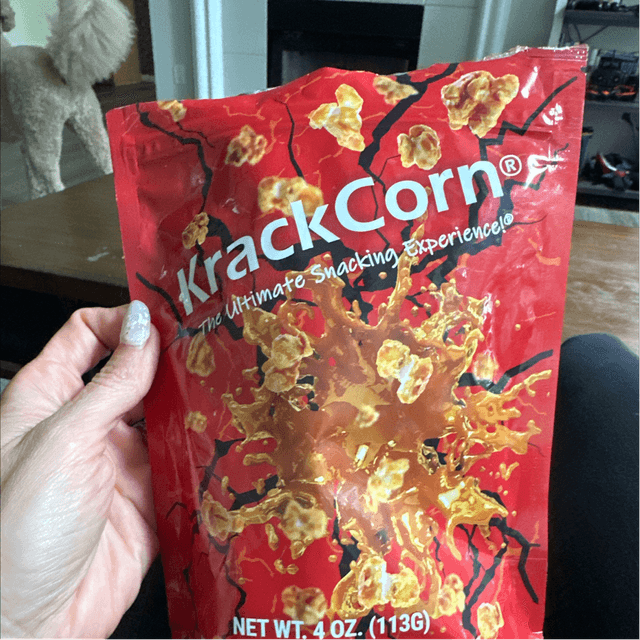 KrackCorn®
The Ultimate Snacking Experience!®
NET WT. 4 OZ. (113G)